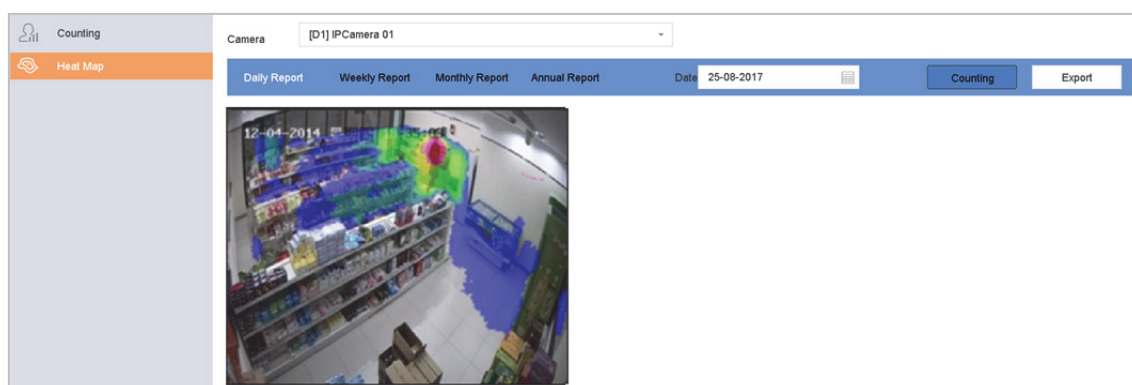 Counting
Heat Map
Camera [D1] IPCamera 01
Daily Report Weekly Report Monthly Report Annual Report Date 25-08-2017 Counting Export
12-04-2014